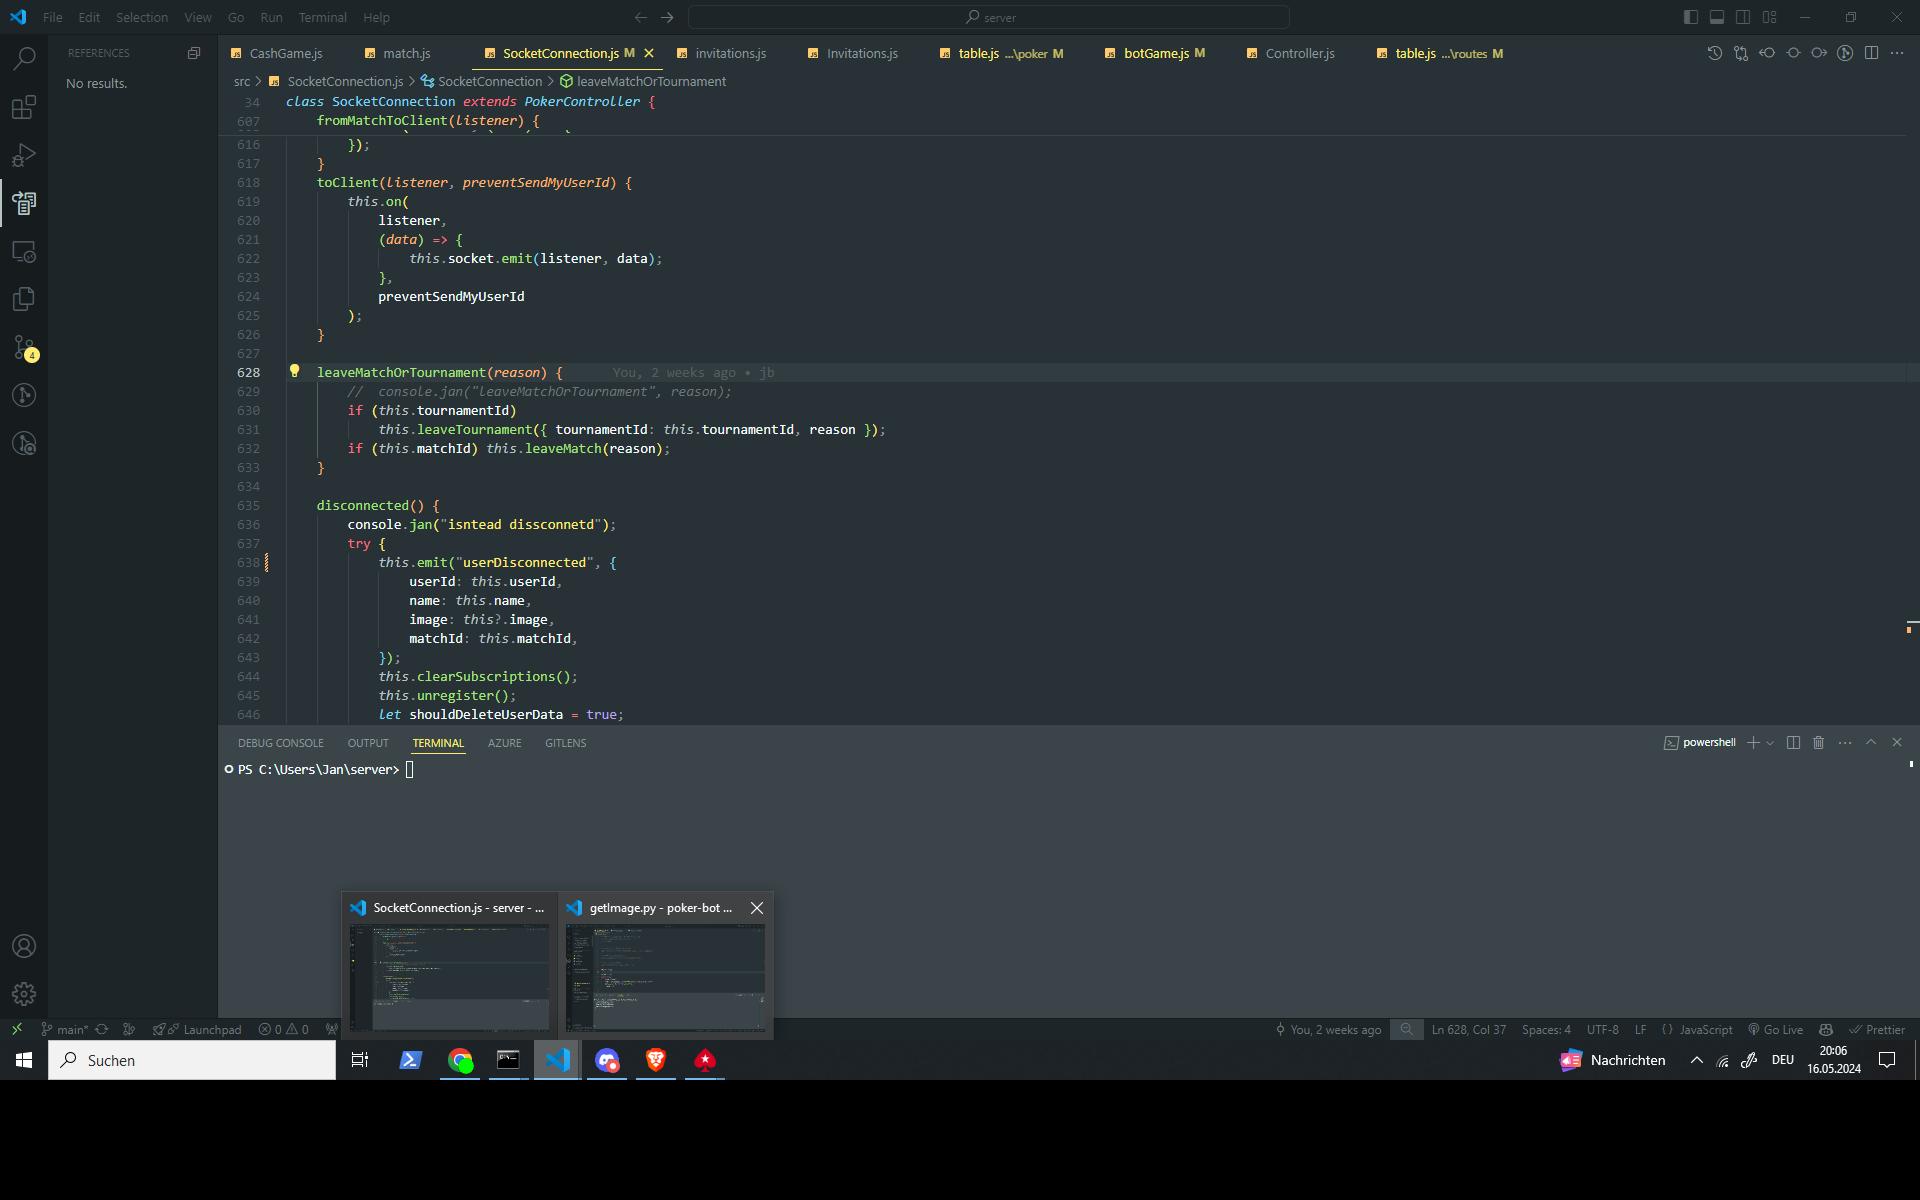 File Edit Selection View Go Run Terminal Help
server
REFERENCES
No results.
CashGame.js match.js SocketConnection.js M invitations.js Invitations.js table.js ...\poker M botGame.js M Controller.js table.js ...\routes M
src > SocketConnection.js > SocketConnection > leaveMatchOrTournament
34 class SocketConnection extends PokerController {
607 fromMatchToClient(listener) {
616 });
617 }
618 toClient(listener, preventSendMyUserId) {
619 this.on(
620 listener,
621 (data) => {
622 this.socket.emit(listener, data);
623 },
624 preventSendMyUserId
625 );
626 }
627
628 leaveMatchOrTournament(reason) { You, 2 weeks ago • jb
629 // console.jan("leaveMatchOrTournament", reason);
630 if (this.tournamentId)
631 this.leaveTournament({ tournamentId: this.tournamentId, reason });
632 if (this.matchId) this.leaveMatch(reason);
633 }
634
635 disconnected() {
636 console.jan("isntead dissconnetd");
637 try {
638 this.emit("userDisconnected", {
639 userId: this.userId,
640 name: this.name,
641 image: this?.image,
642 matchId: this.matchId,
643 });
644 this.clearSubscriptions();
645 this.unregister();
646 let shouldDeleteUserData = true;
4
DEBUG CONSOLE OUTPUT TERMINAL AZURE GITLENS
powershell
PS C:\Users\Jan\server>
SocketConnection.js - server - ...
getImage.py - poker-bot ...
main* Launchpad 0 0 You, 2 weeks ago Ln 628, Col 37 Spaces: 4 UTF-8 LF {} JavaScript Go Live Prettier
Suchen
Nachrichten
DEU
20:06
16.05.2024